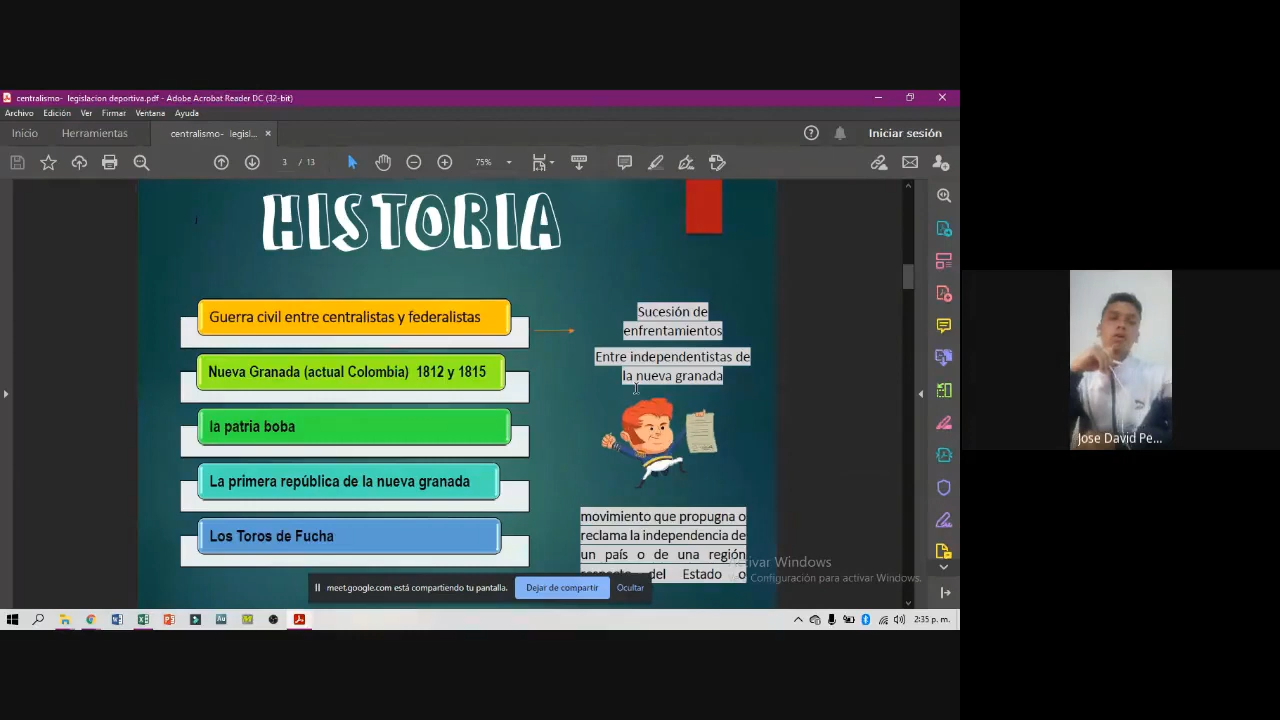 centralismo- legislacion deportiva.pdf - Adobe Acrobat Reader DC (32-bit)
Archivo Edición Ver Firmar Ventana Ayuda
Inicio Herramientas centralismo- legisl... × Iniciar sesión
3 / 13 75%
HISTORIA
Guerra civil entre centralistas y federalistas
Nueva Granada (actual Colombia) 1812 y 1815
la patria boba
La primera república de la nueva granada
Los Toros de Fucha
Sucesión de
enfrentamientos
Entre independentistas de
la nueva granada
movimiento que propugna o
reclama la independencia de
un país o de una región
respecto del Estado o
Activar Windows
Configuración para activar Windows.
meet.google.com está compartiendo tu pantalla. Dejar de compartir Ocultar
2:35 p. m.
Jose David Pe...